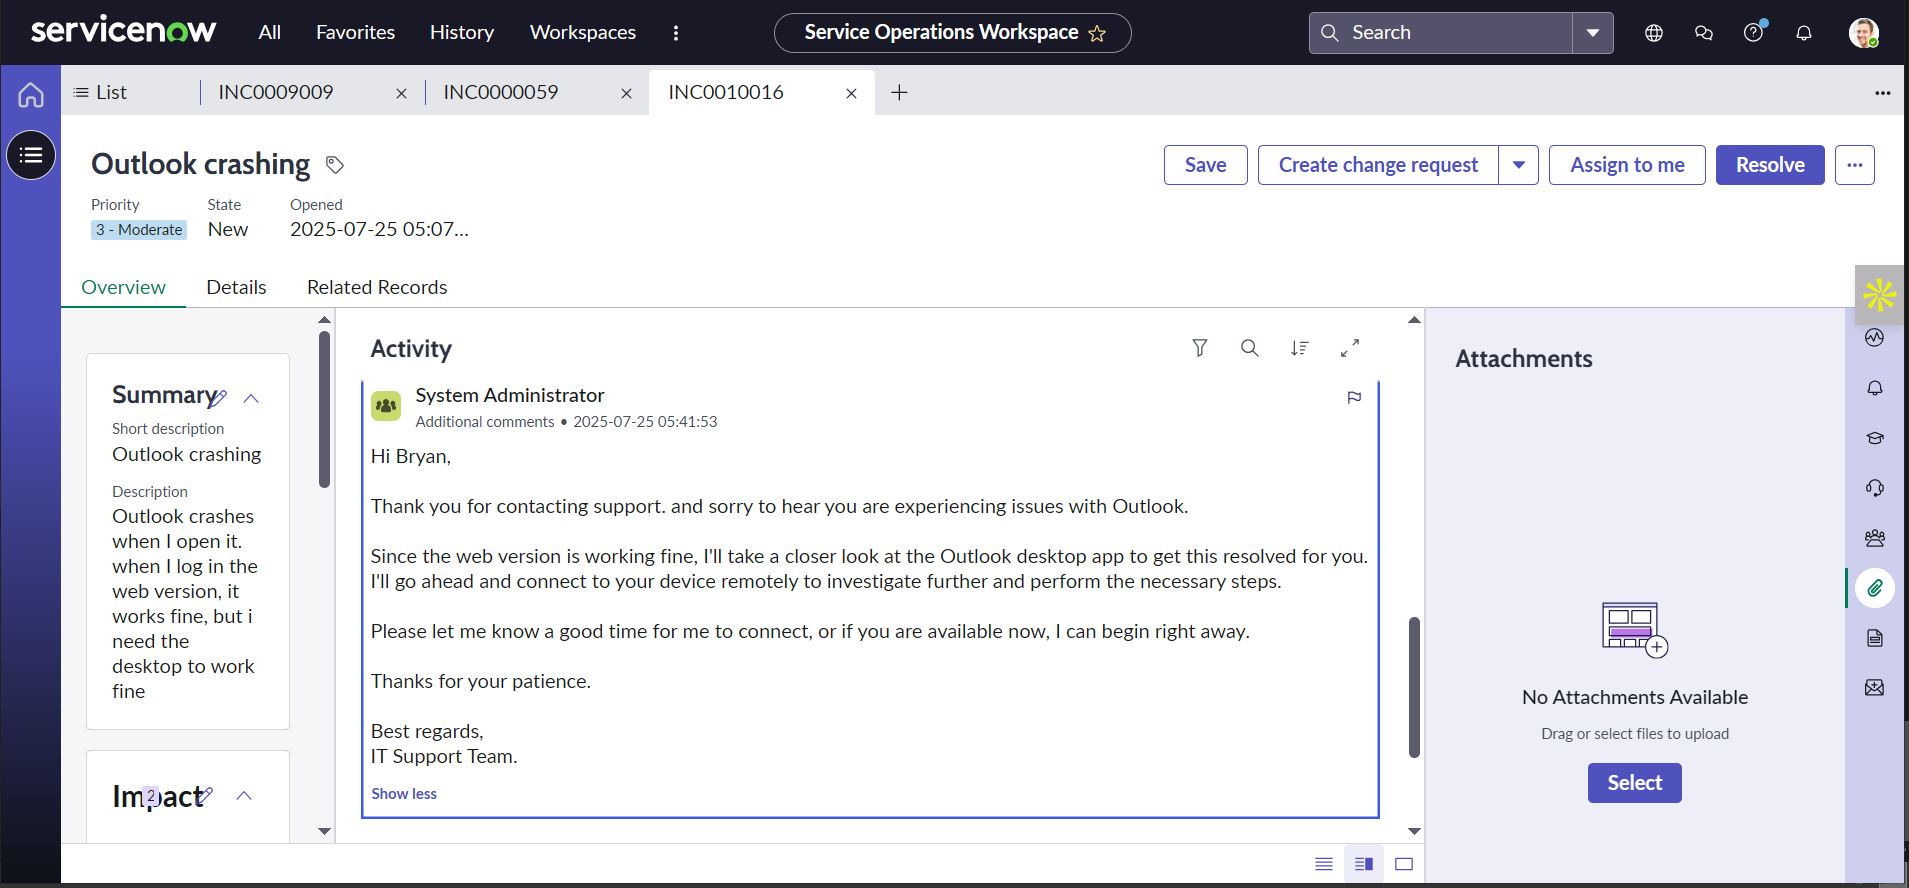 servicenow
All
Favorites
History
Workspaces
Service Operations Workspace
Search
List
INC0009009
INC0000059
INC0010016
Outlook crashing
Save
Create change request
Assign to me
Resolve
Priority
State
Opened
3 - Moderate
New
2025-07-25 05:07...
Overview
Details
Related Records
Summary
Short description
Outlook crashing
Description
Outlook crashes
when I open it.
when I log in the
web version, it
works fine, but i
need the
desktop to work
fine
Impact
2
Activity
System Administrator
Additional comments • 2025-07-25 05:41:53
Hi Bryan,
Thank you for contacting support. and sorry to hear you are experiencing issues with Outlook.
Since the web version is working fine, I'll take a closer look at the Outlook desktop app to get this resolved for you.
I'll go ahead and connect to your device remotely to investigate further and perform the necessary steps.
Please let me know a good time for me to connect, or if you are available now, I can begin right away.
Thanks for your patience.
Best regards,
IT Support Team.
Show less
Attachments
No Attachments Available
Drag or select files to upload
Select